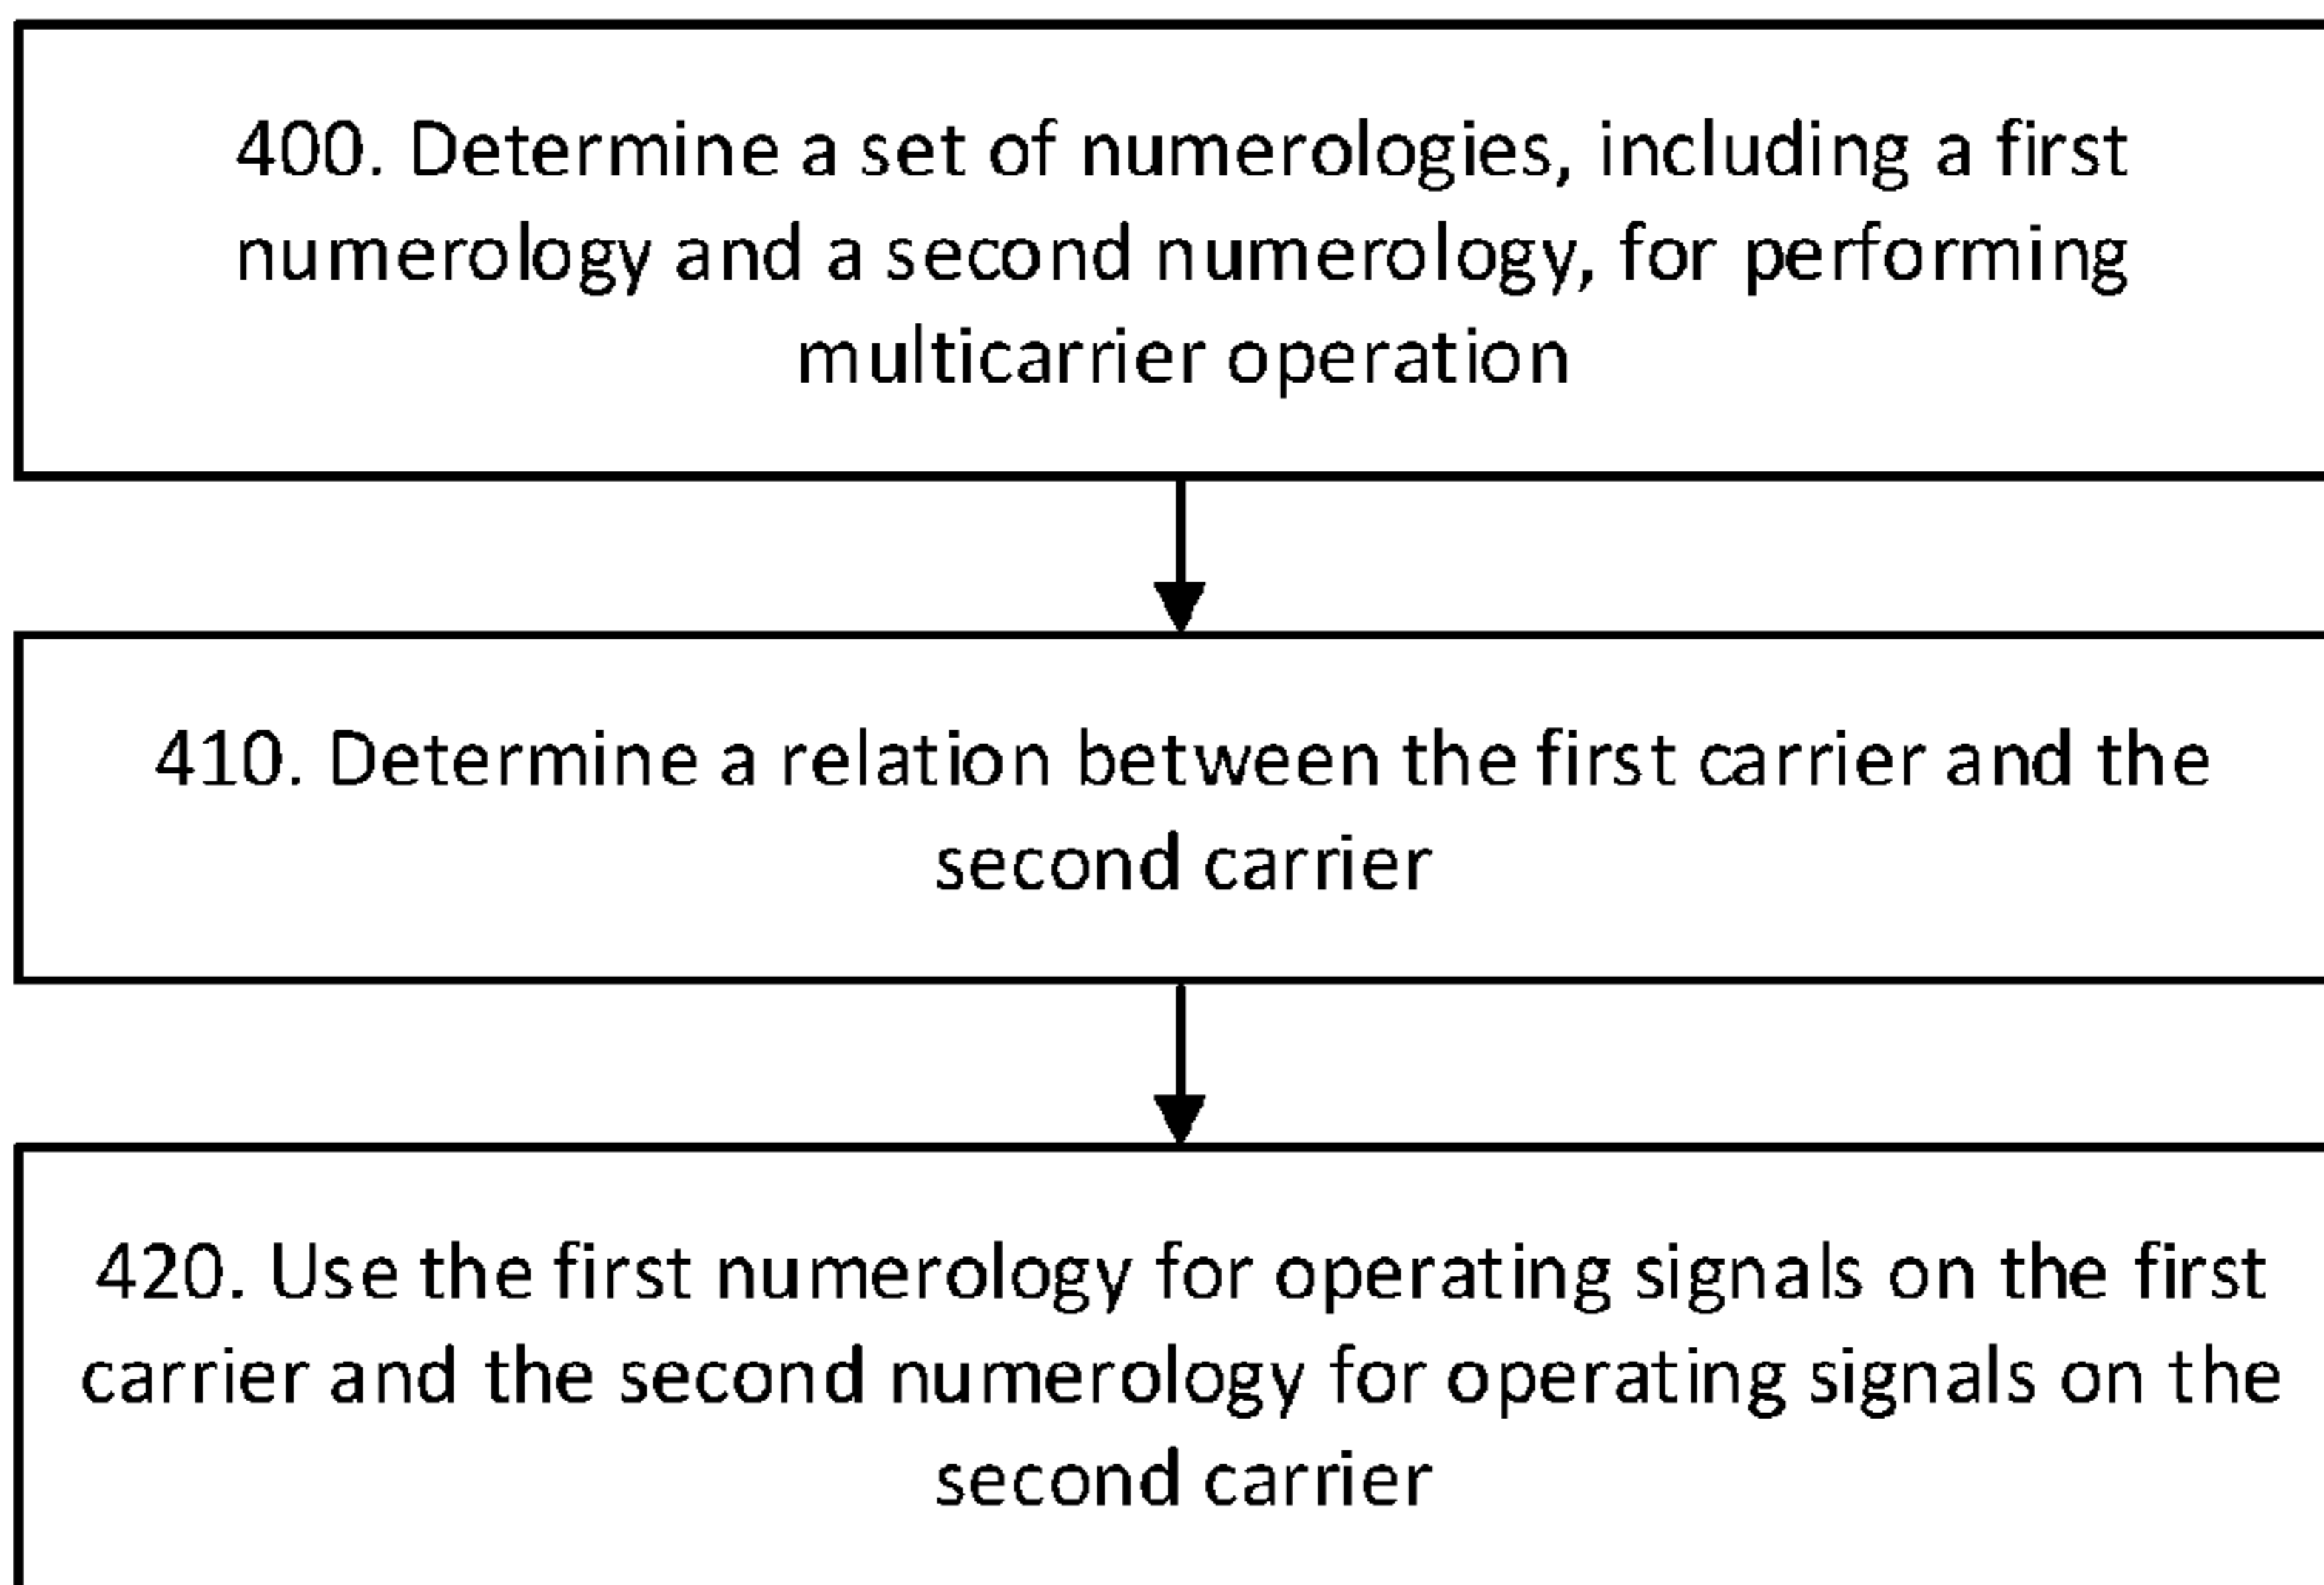 400. Determine a set of numerologies, including a first
numerology and a second numerology, for performing
multicarrier operation
410. Determine a relation between the first carrier and the
second carrier
420. Use the first numerology for operating signals on the first
carrier and the second numerology for operating signals on the
second carrier